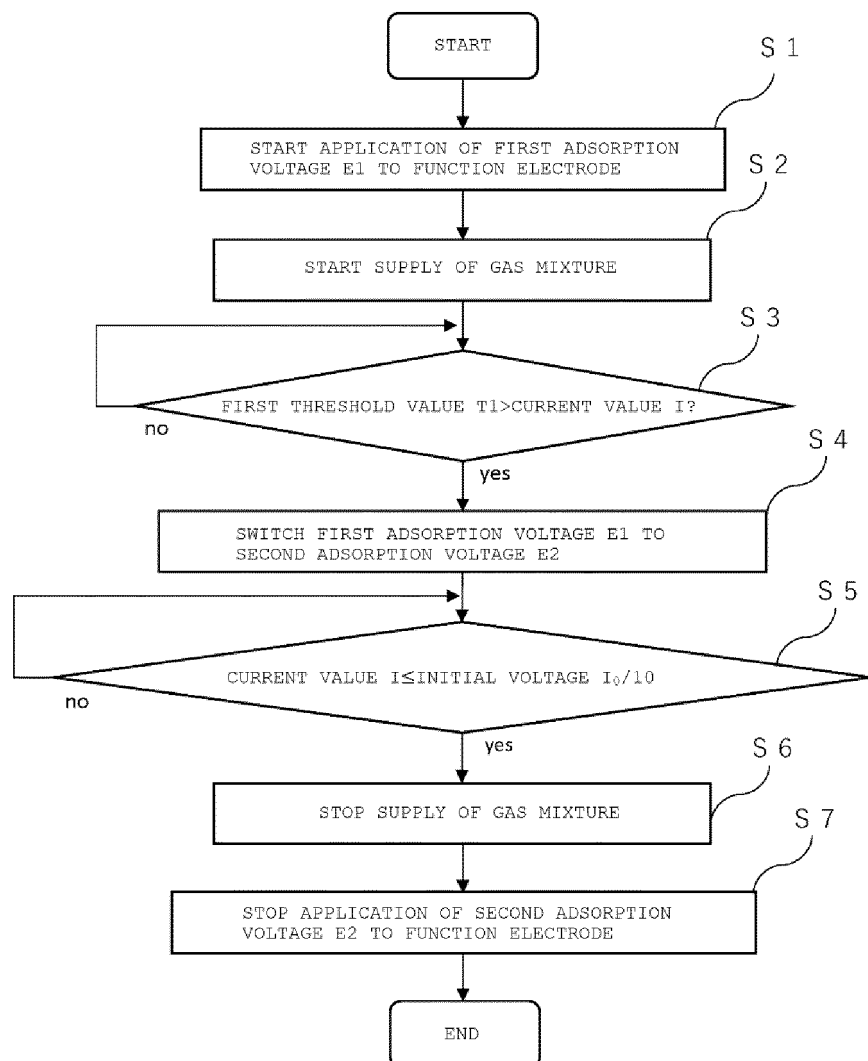 START
S 1
START APPLICATION OF FIRST ADSORPTION
VOLTAGE E1 TO FUNCTION ELECTRODE
S 2
START SUPPLY OF GAS MIXTURE
S 3
FIRST THRESHOLD VALUE T1>CURRENT VALUE I?
no
yes
S 4
SWITCH FIRST ADSORPTION VOLTAGE E1 TO
SECOND ADSORPTION VOLTAGE E2
S 5
CURRENT VALUE I≤INITIAL VOLTAGE I₀/10
no
yes
S 6
STOP SUPPLY OF GAS MIXTURE
S 7
STOP APPLICATION OF SECOND ADSORPTION
VOLTAGE E2 TO FUNCTION ELECTRODE
END